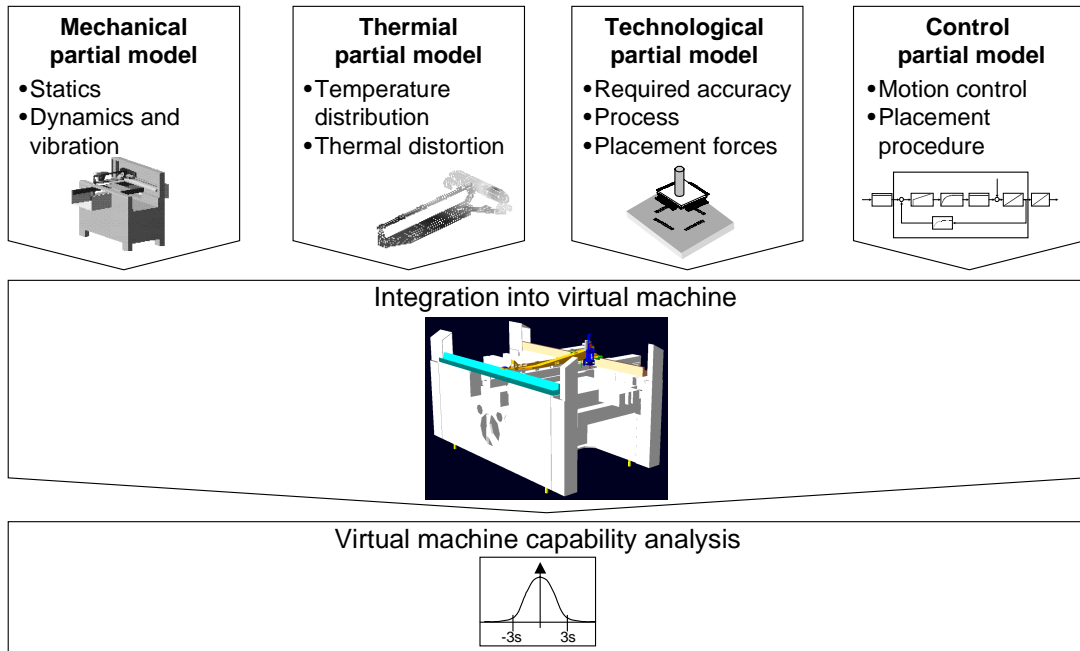 Mechanical
partial model
•Statics
•Dynamics and
vibration
Thermial
partial model
•Temperature
distribution
•Thermal distortion
Technological
partial model
•Required accuracy
•Process
•Placement forces
Control
partial model
•Motion control
•Placement
procedure
Integration into virtual machine
Virtual machine capability analysis
-3s 3s